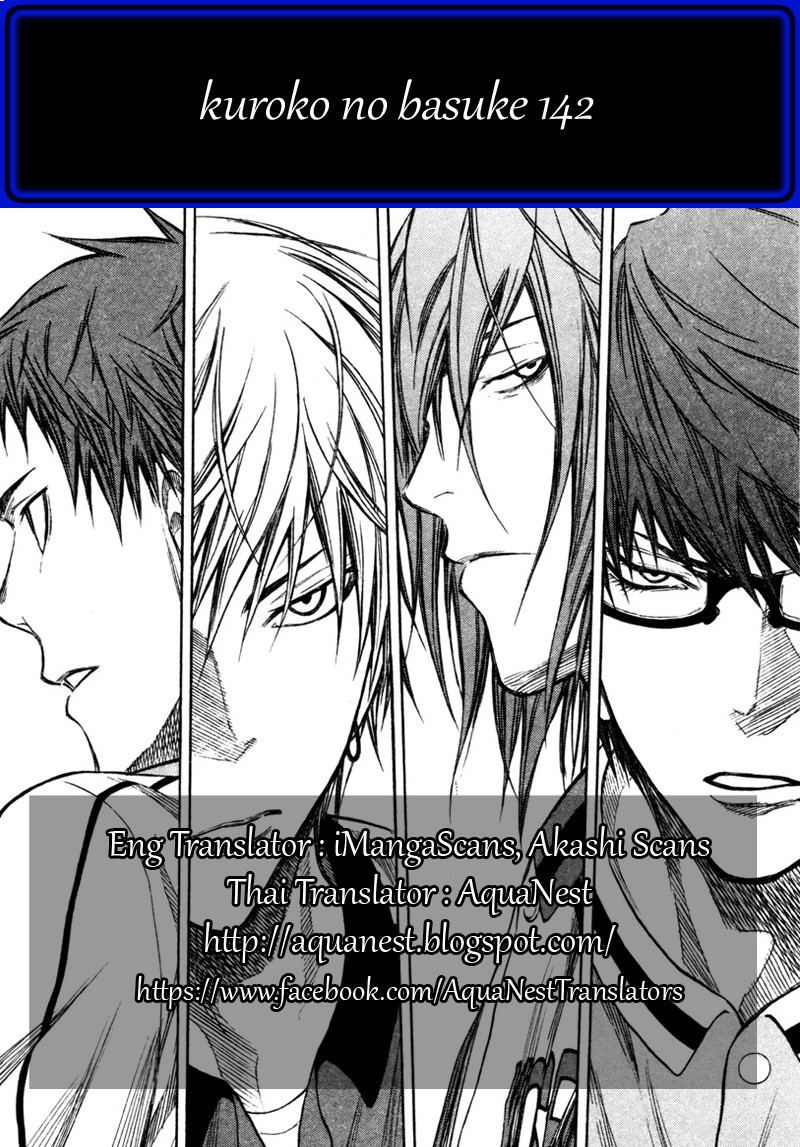 kuroko no basuke 142
Eng Translator : iMangaScans, Akashi Scans
Thai Translator : AquaNest
http://aquanest.blogspot.com/
https://www.facebook.com/AquaNestTranslators